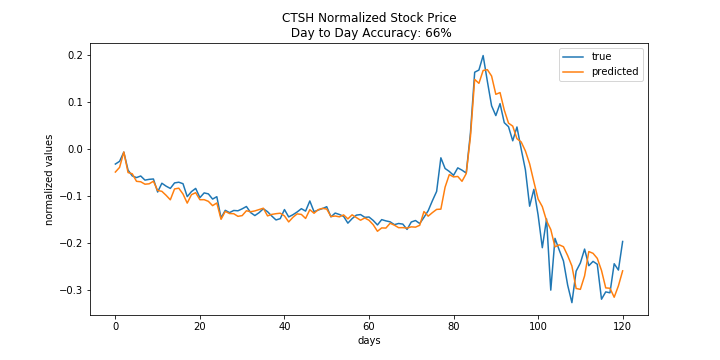 CTSH Normalized Stock Price
Day to Day Accuracy: 66%
true
predicted
normalized values
0.2
0.1
0.0
−0.1
−0.2
−0.3
0
20
40
60
80
100
120
days